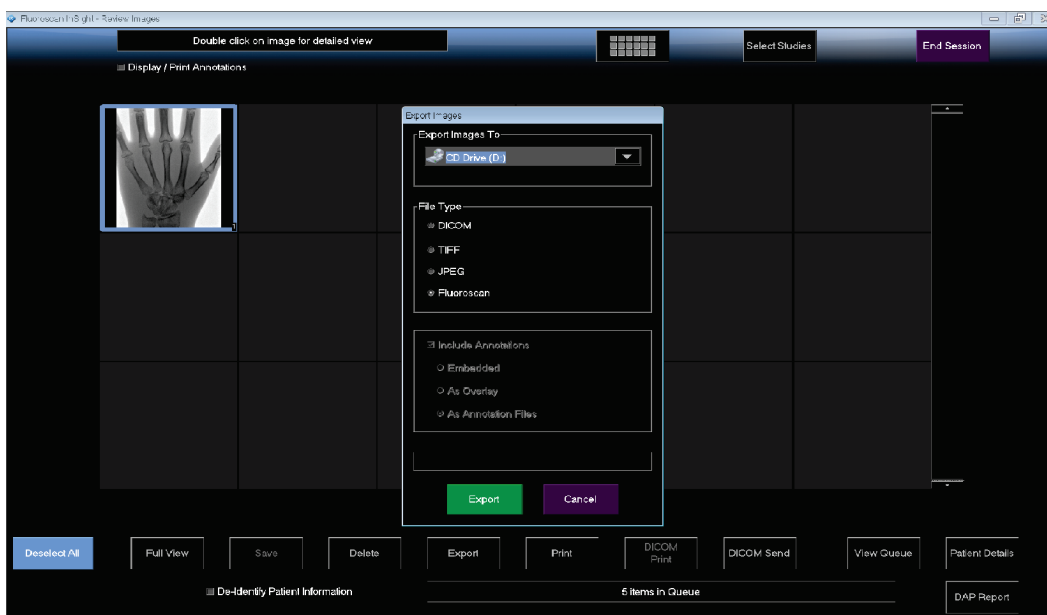 Fluoroscan InSight - Review Images
Double click on image for detailed view
Select Studies
End Session
Display / Print Annotations
Export Images
Export Images To
CD Drive (D:)
File Type
DICOM
TIFF
JPEG
Fluoroscan
Include Annotations
Embedded
As Overlay
As Annotation Files
Export
Cancel
Deselect All
Full View
Save
Delete
Export
Print
DICOM
Print
DICOM Send
View Queue
Patient Details
De-Identify Patient Information
5 items in Queue
DAP Report